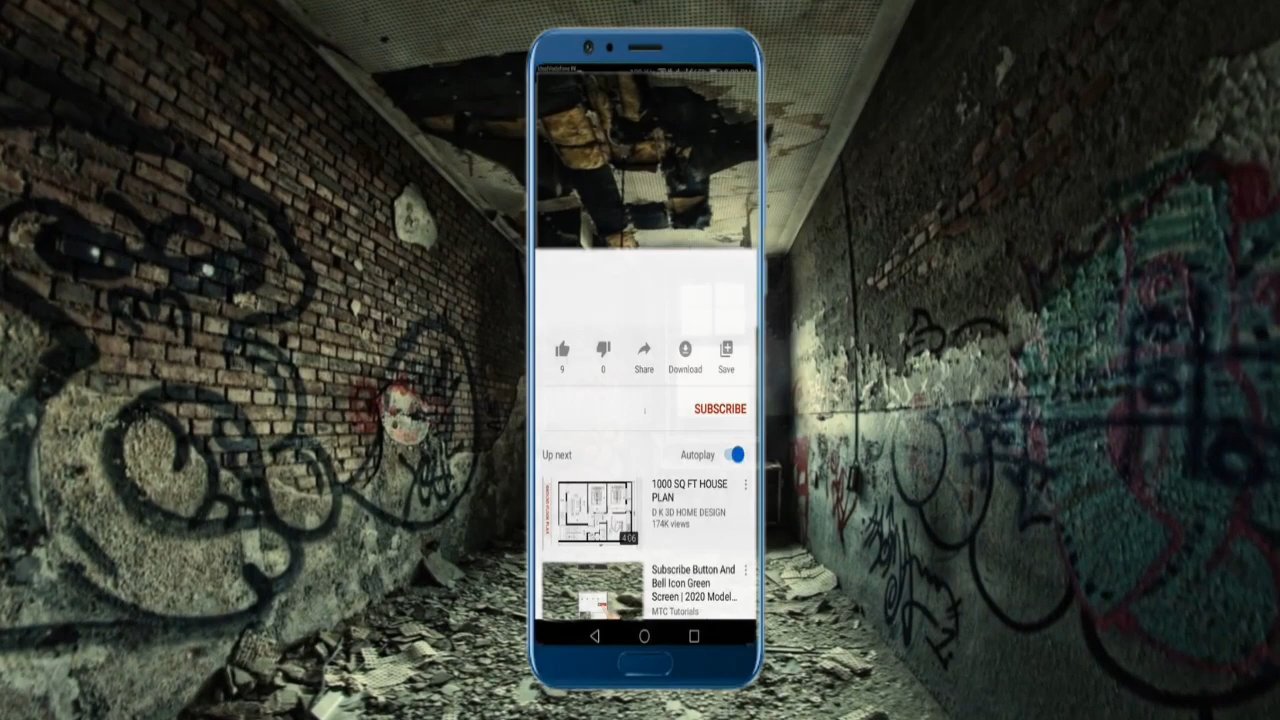 9
0
Share
Download
Save
SUBSCRIBE
Up next
Autoplay
1000 SQ FT HOUSE
PLAN
D K 3D HOME DESIGN
174K views
4:06
Subscribe Button And
Bell Icon Green
Screen | 2020 Model...
MTC Tutorials